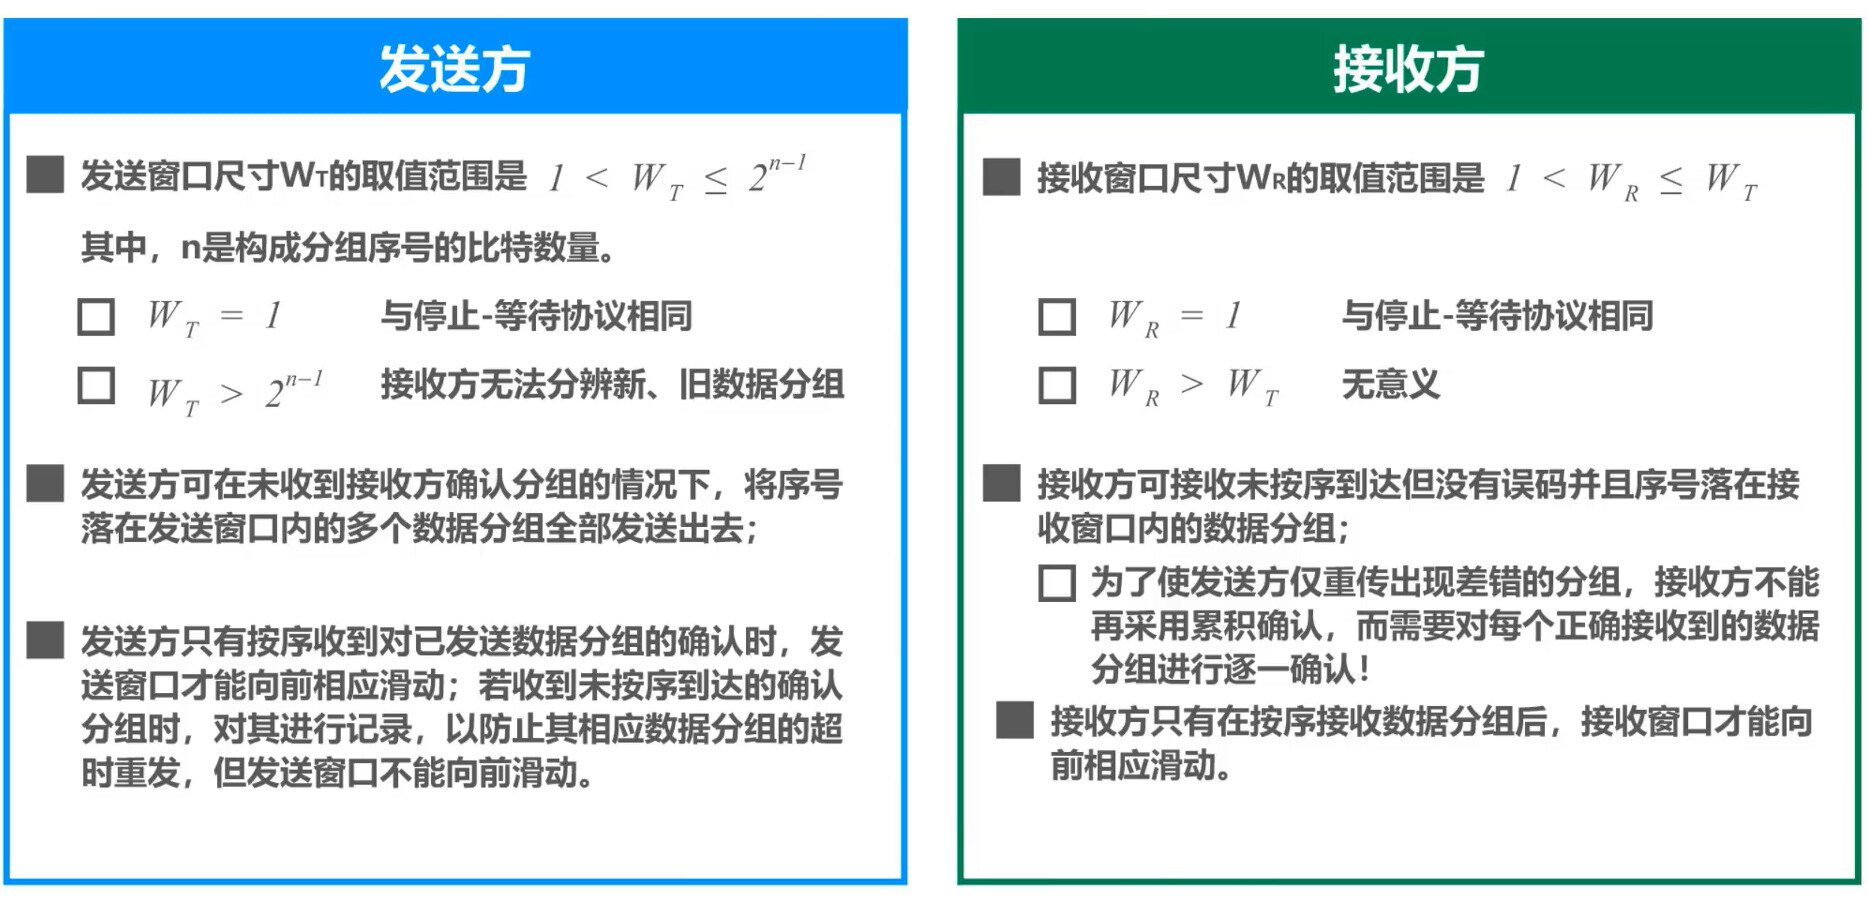 发送方
发送窗口尺寸WT的取值范围是 1 < W_T ≤ 2^{n-1}
其中，n是构成分组序号的比特数量。
W_T = 1 与停止-等待协议相同
W_T > 2^{n-1} 接收方无法分辨新、旧数据分组
发送方可在未收到接收方确认分组的情况下，将序号
落在发送窗口内的多个数据分组全部发送出去；
发送方只有按序收到对已发送数据分组的确认时，发
送窗口才能向前相应滑动；若收到未按序到达的确认
分组时，对其进行记录，以防止其相应数据分组的超
时重发，但发送窗口不能向前滑动。
接收方
接收窗口尺寸WR的取值范围是 1 < W_R ≤ W_T
W_R = 1 与停止-等待协议相同
W_R > W_T 无意义
接收方可接收未按序到达但没有误码并且序号落在接
收窗口内的数据分组；
为了使发送方仅重传出现差错的分组，接收方不能
再采用累积确认，而需要对每个正确接收到的数据
分组进行逐一确认！
接收方只有在按序接收数据分组后，接收窗口才能向
前相应滑动。